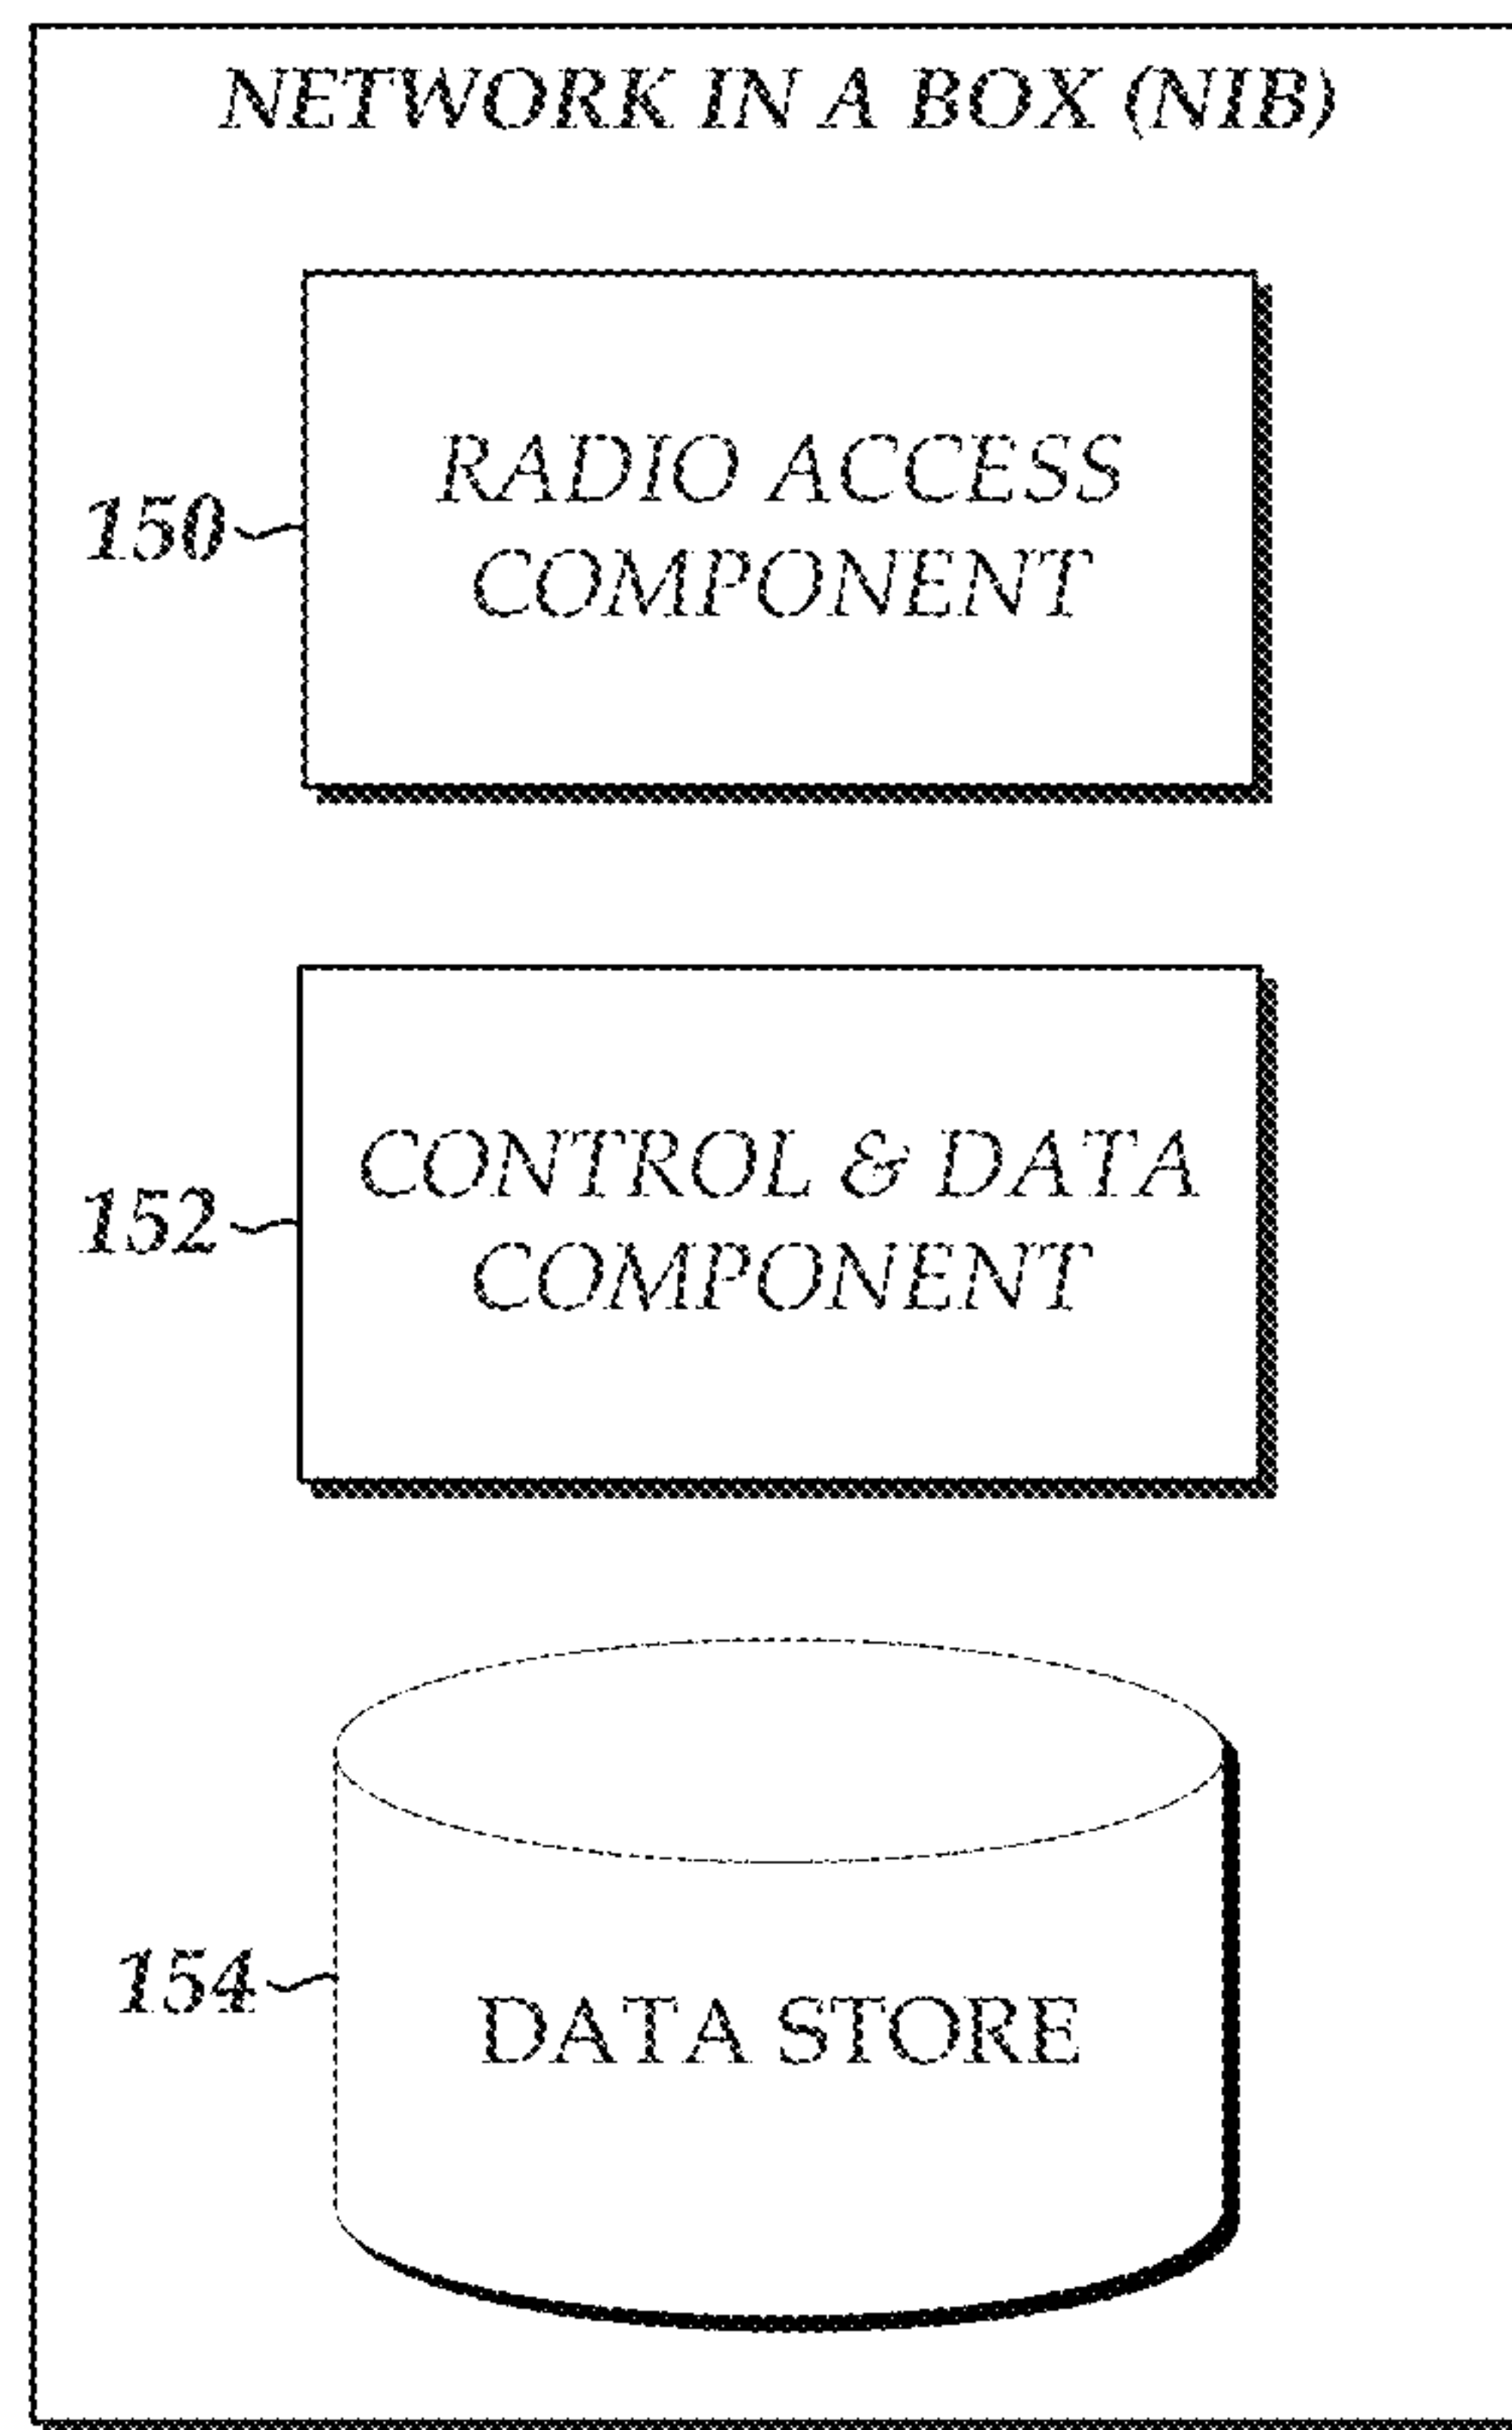 NETWORK IN A BOX (NIB)
RADIO ACCESS
COMPONENT
150
CONTROL & DATA
COMPONENT
152
154
DATA STORE